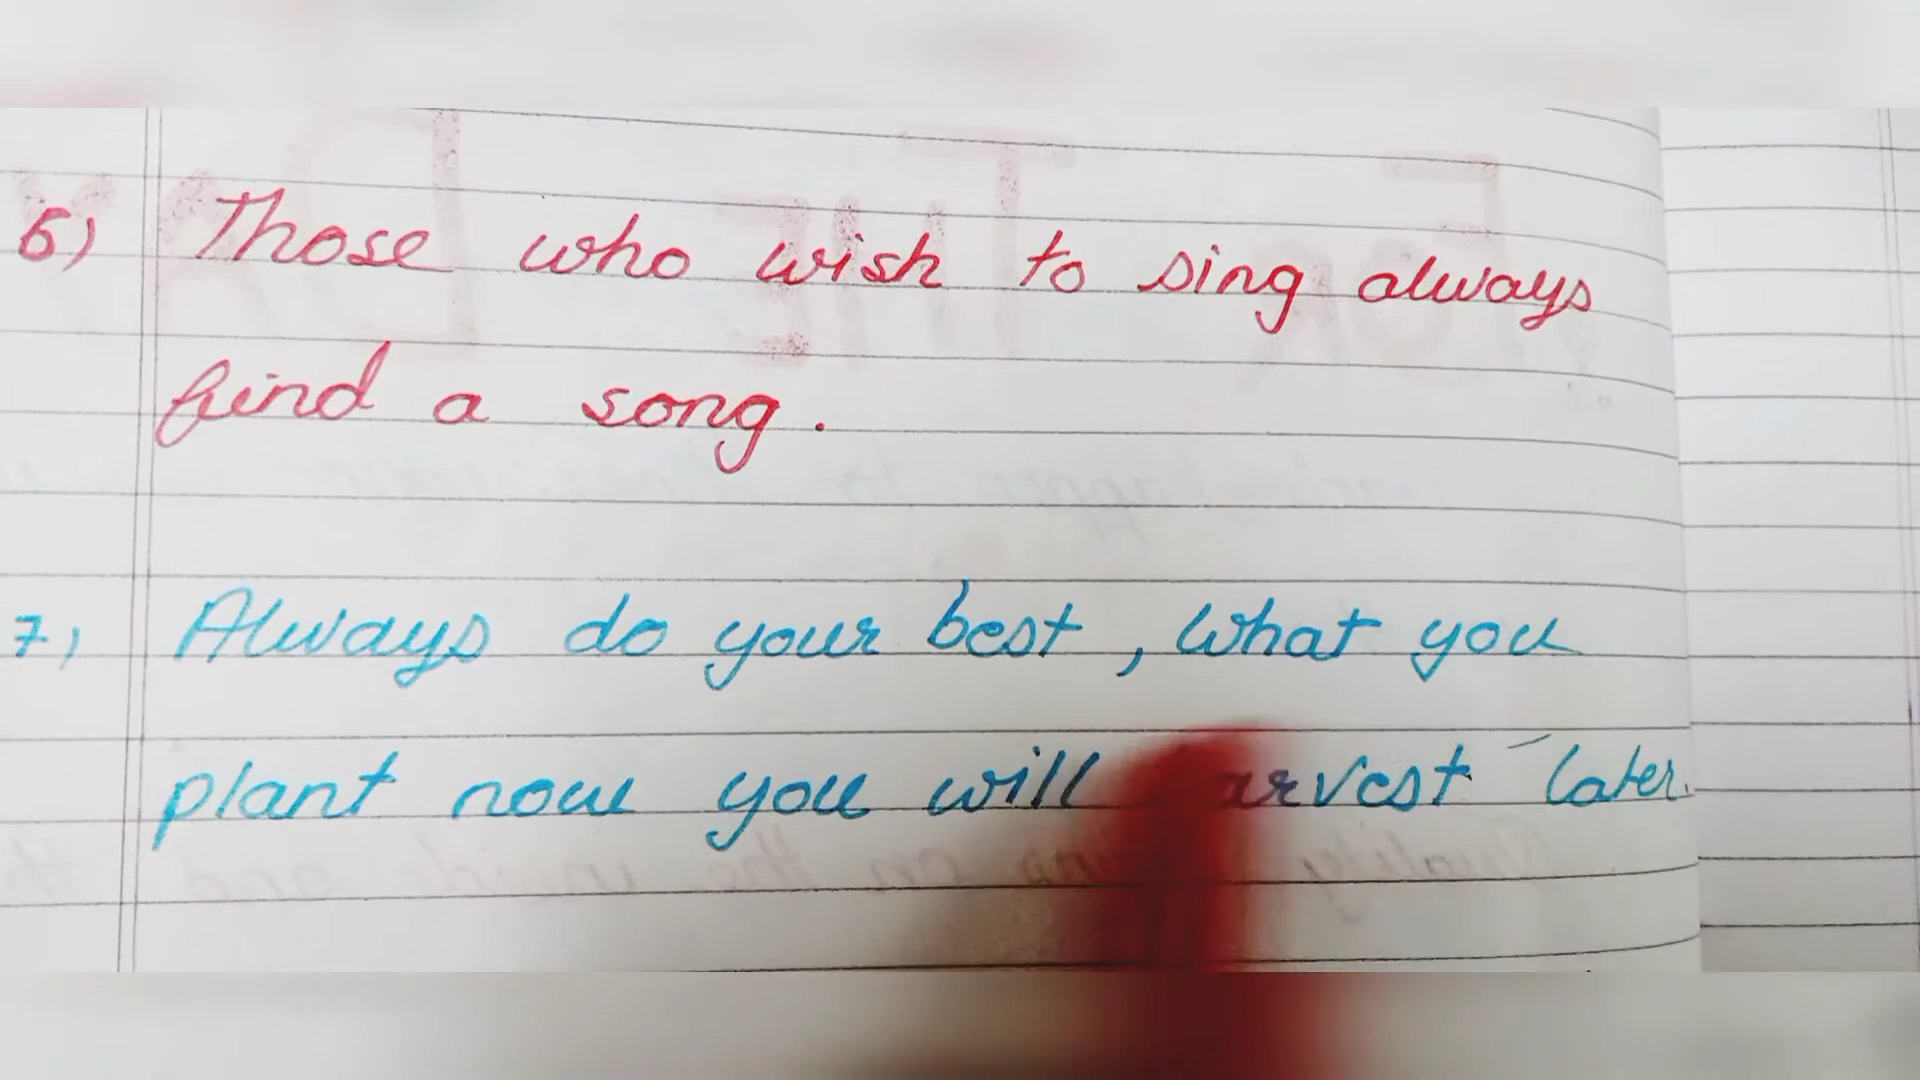 6) Those who wish to sing always
find a song.
7) Always do your best, What you
plant now you will arvest later.